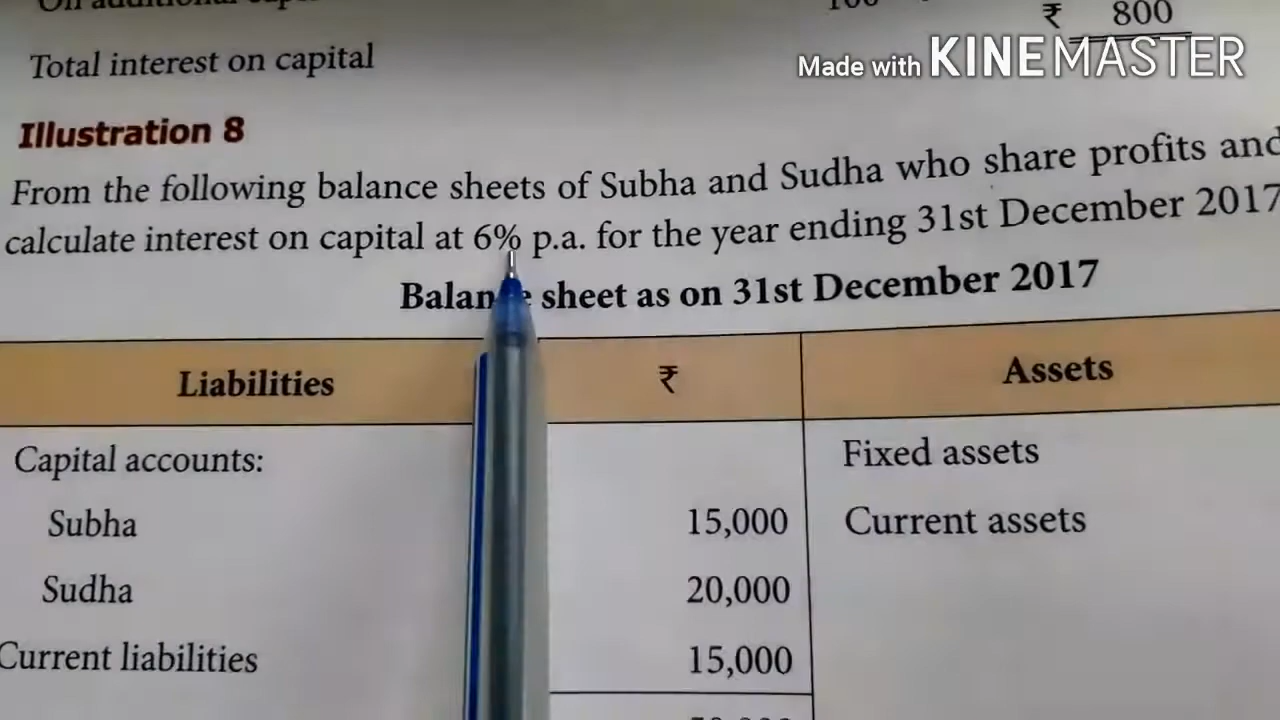 ₹ 800
Total interest on capital
Made with KINEMASTER
Illustration 8
From the following balance sheets of Subha and Sudha who share profits and
calculate interest on capital at 6% p.a. for the year ending 31st December 2017
sheet as on 31st December 2017
Liabilities ₹ Assets
Capital accounts: Fixed assets
Subha 15,000 Current assets
Sudha 20,000
Current liabilities 15,000